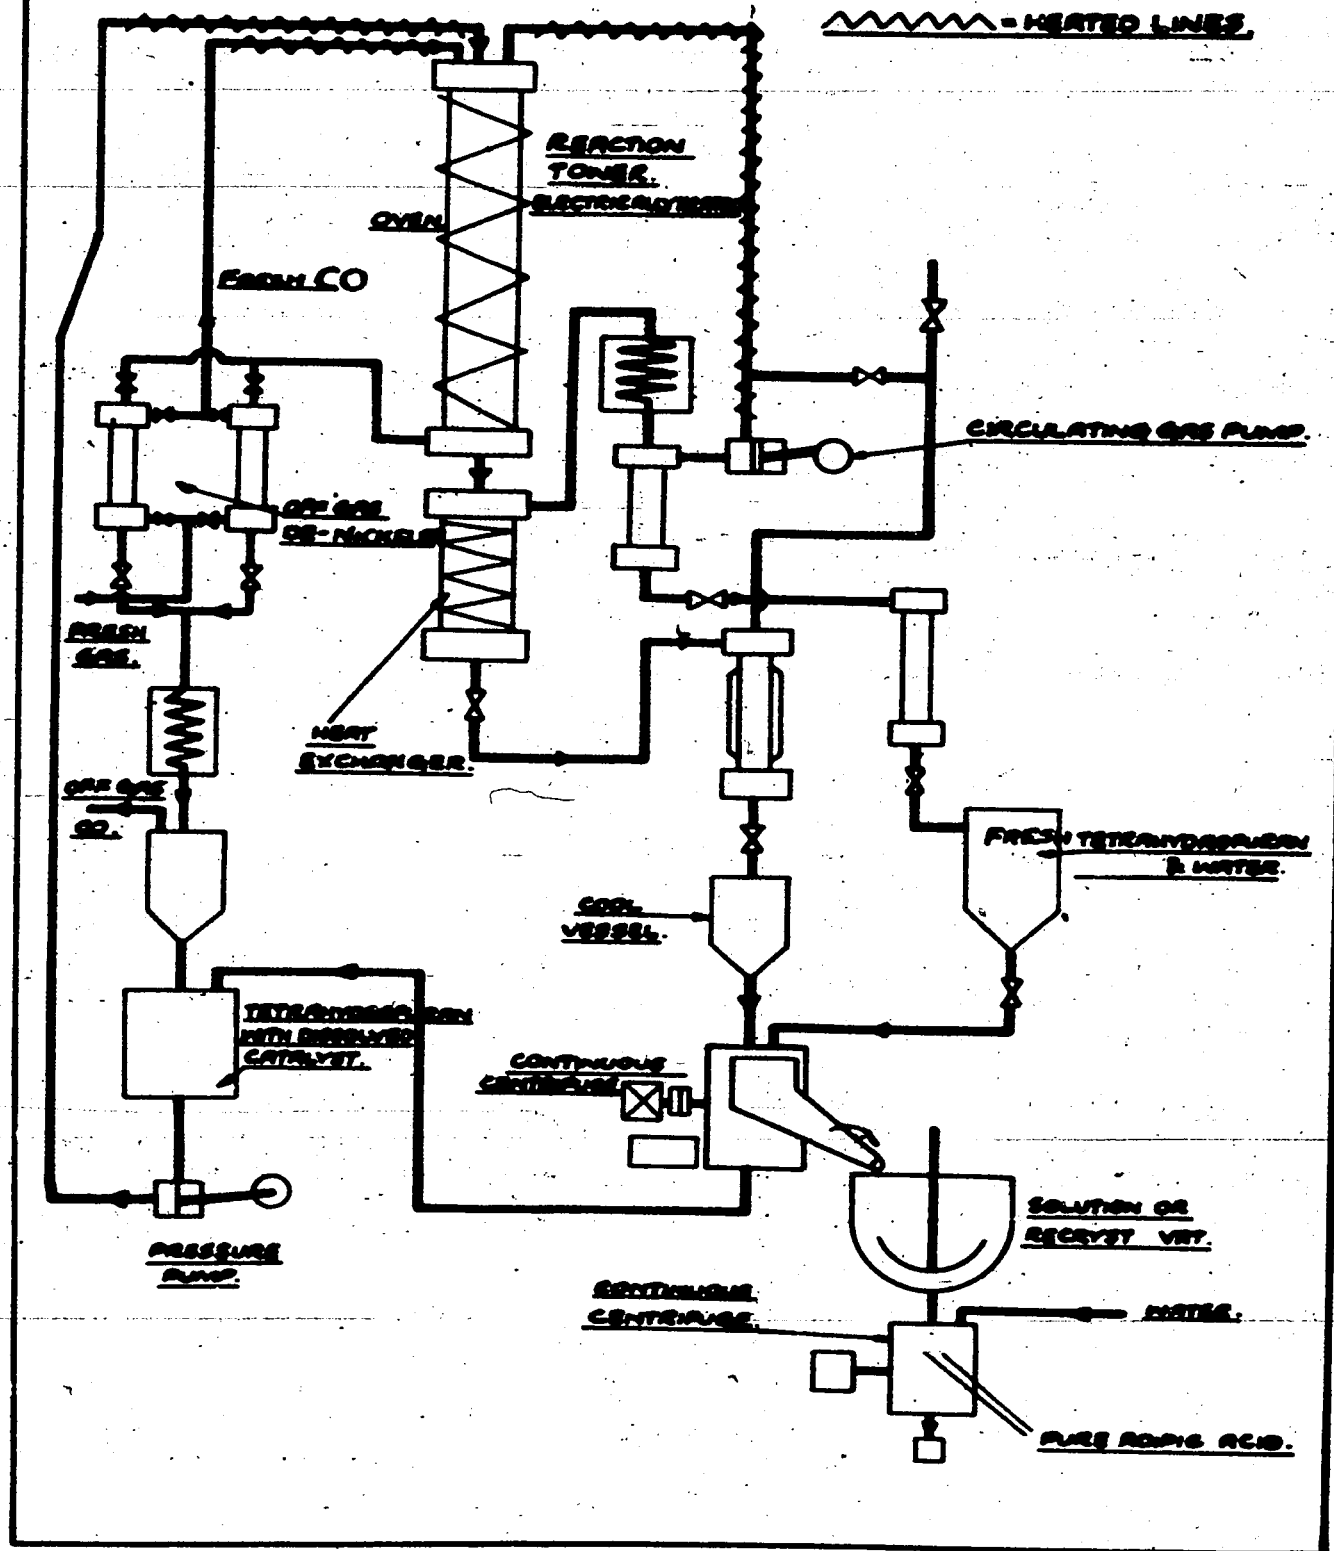 = HEATED LINES.
REACTION
TOWER.
ELECTRICALLY HEATED
OVEN
FRESH CO
CIRCULATING GAS PUMP.
OFF GAS
DE-NICKELER
FRESH
GAS.
HEAT
EXCHANGER.
OFF GAS
CO.
FRESH TETRAHYDROFURAN
& WATER.
COOL
VESSEL.
TETRAHYDROFURAN
WITH DISSOLVED
CATALYST.
CONTINUOUS
CENTRIFUGE
SOLUTION OR
RECRYST VAT.
PRESSURE
PUMP.
CONTINUOUS
CENTRIFUGE.
WATER.
PURE ADIPIC ACID.